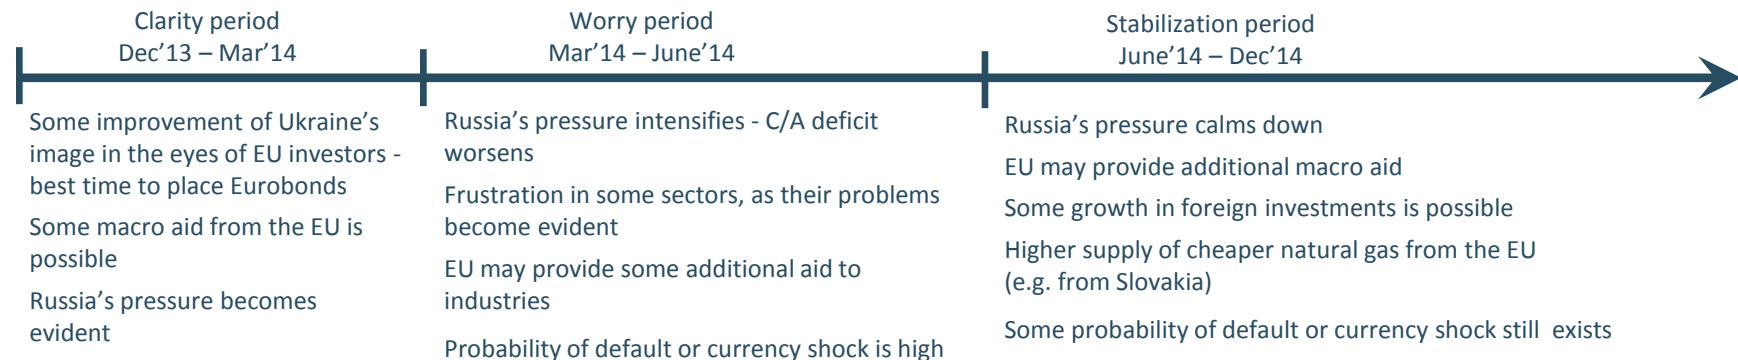 Clarity period
Dec’13 – Mar’14
Worry period
Mar’14 – June’14
Stabilization period
June’14 – Dec’14
Some improvement of Ukraine’s
image in the eyes of EU investors -
best time to place Eurobonds
Some macro aid from the EU is
possible
Russia’s pressure becomes
evident
Russia’s pressure intensifies - C/A deficit
worsens
Frustration in some sectors, as their problems
become evident
EU may provide some additional aid to
industries
Probability of default or currency shock is high
Russia’s pressure calms down
EU may provide additional macro aid
Some growth in foreign investments is possible
Higher supply of cheaper natural gas from the EU
(e.g. from Slovakia)
Some probability of default or currency shock still  exists